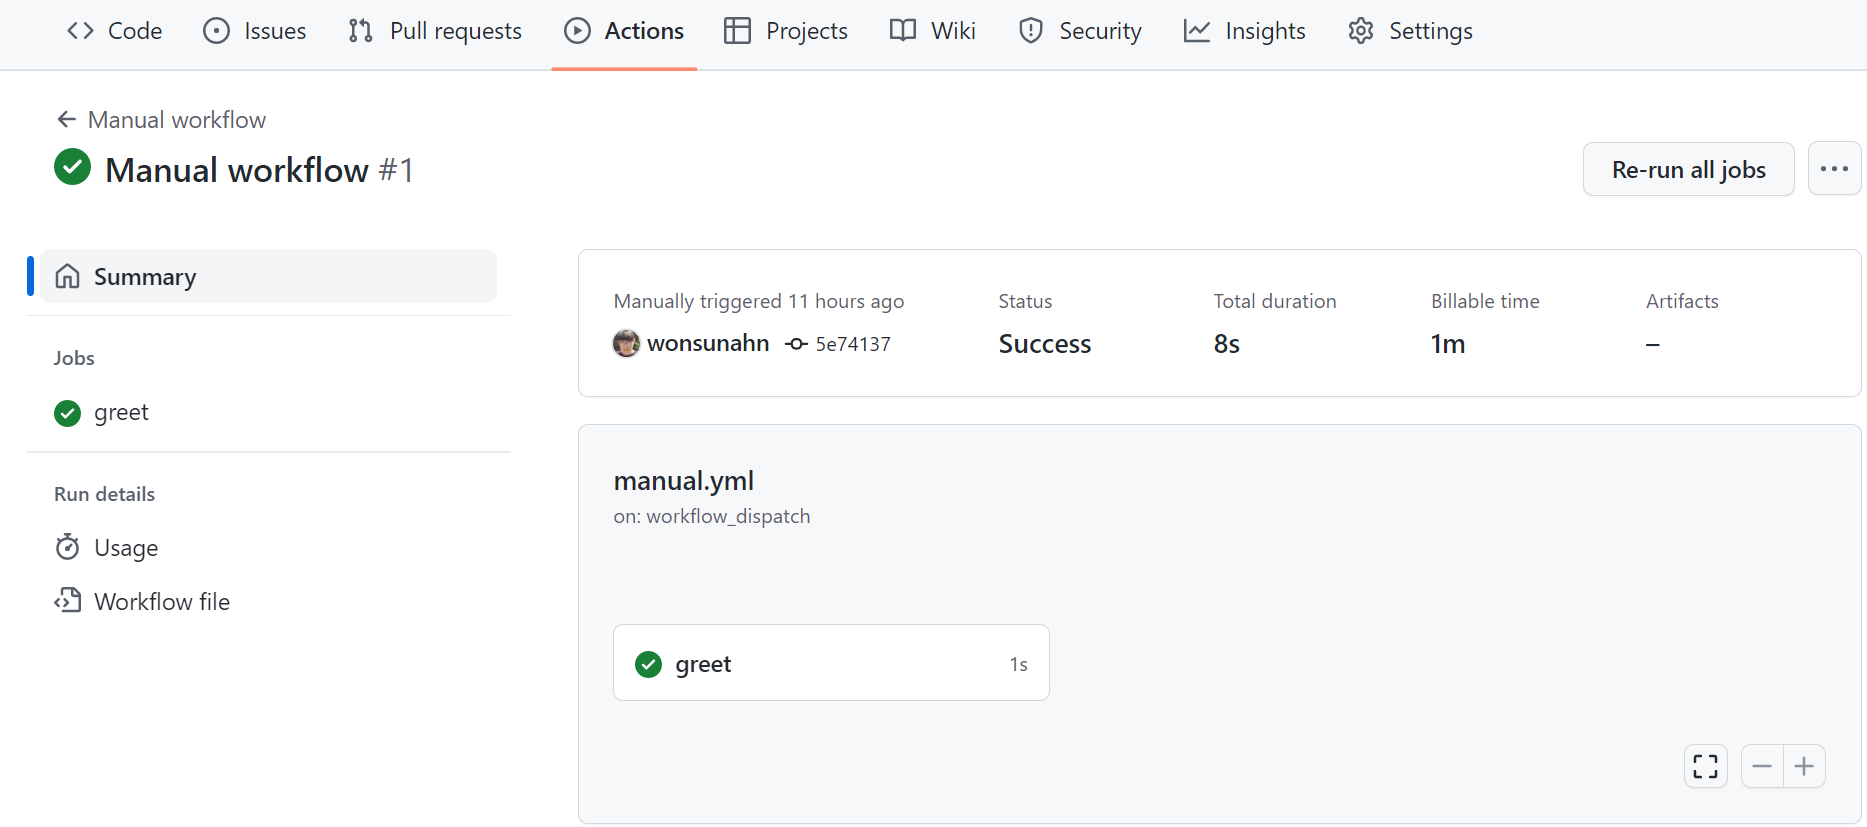 Code Issues Pull requests Actions Projects Wiki Security Insights Settings
Manual workflow
Manual workflow #1
Re-run all jobs
Summary
Jobs
greet
Run details
Usage
Workflow file
Manually triggered 11 hours ago
wonsunahn 5e74137
Status
Success
Total duration
8s
Billable time
1m
Artifacts
–
manual.yml
on: workflow_dispatch
greet 1s